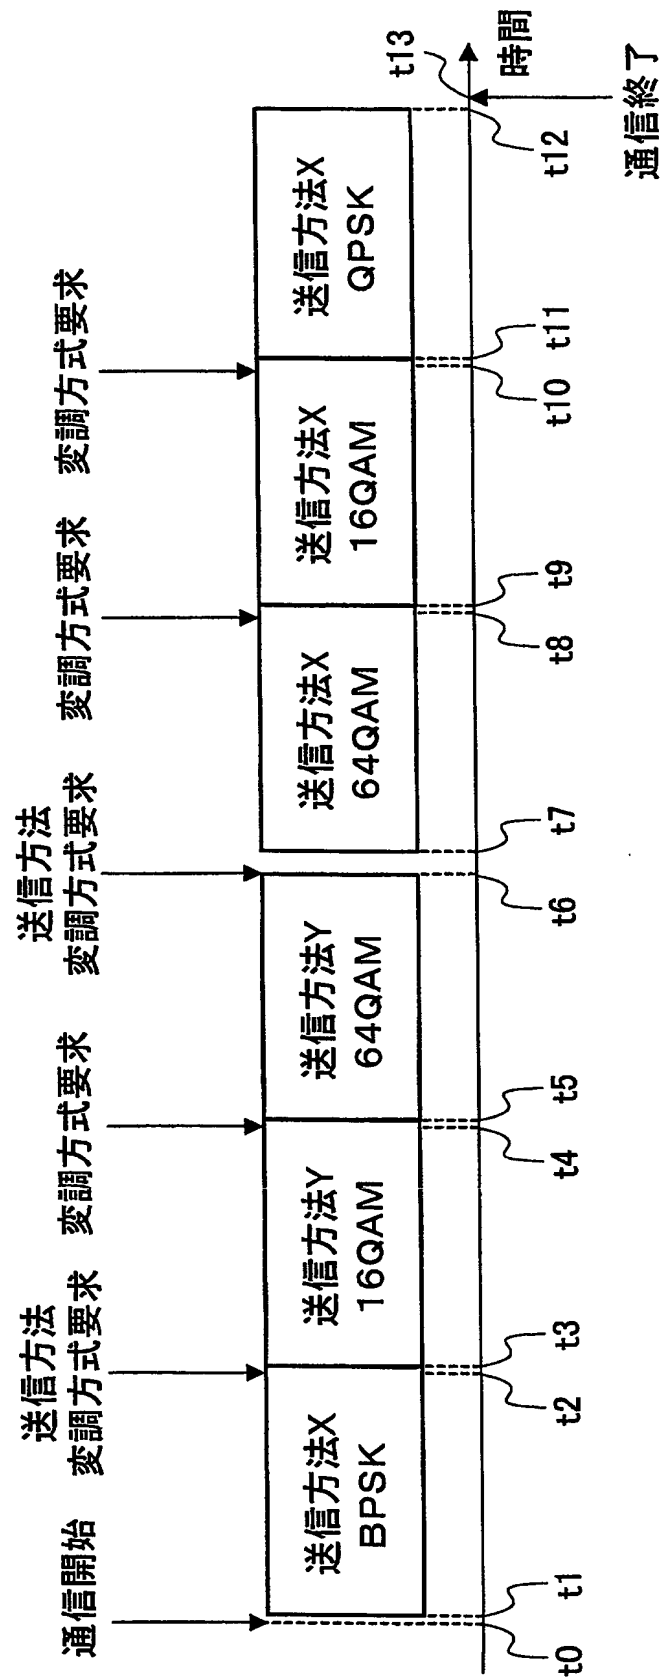 通信開始
送信方法
変調方式要求
変調方式要求
送信方法
変調方式要求
変調方式要求
変調方式要求
送信方法X
BPSK
送信方法Y
16QAM
送信方法Y
64QAM
送信方法X
64QAM
送信方法X
16QAM
送信方法X
QPSK
t0
t1
t2
t3
t4
t5
t6
t7
t8
t9
t10
t11
t12
t13
時間
通信終了